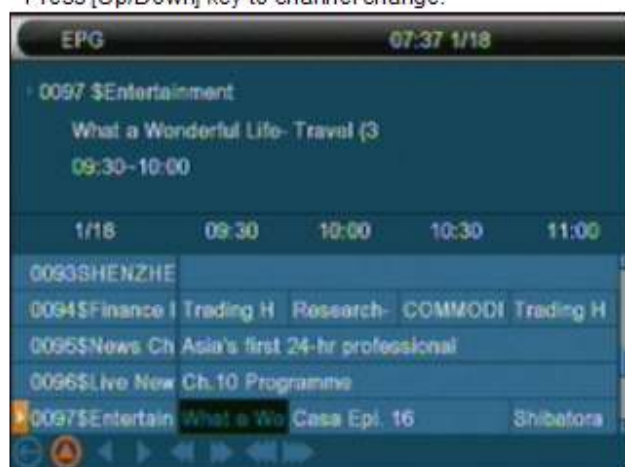 Press [Up/Down] key to channel change.
EPG 07:37 1/18
0097 $Entertainment
What a Wonderful Life- Travel (3
09:30~10:00
1/18 09:30 10:00 10:30 11:00
0093SHENZHE
0094$Finance I Trading H Research- COMMODI Trading H
0095$News Ch Asia's first 24-hr professional
0096$Live New Ch.10 Programme
0097$Entertain What a Wo Casa Epi. 16 Shibatora